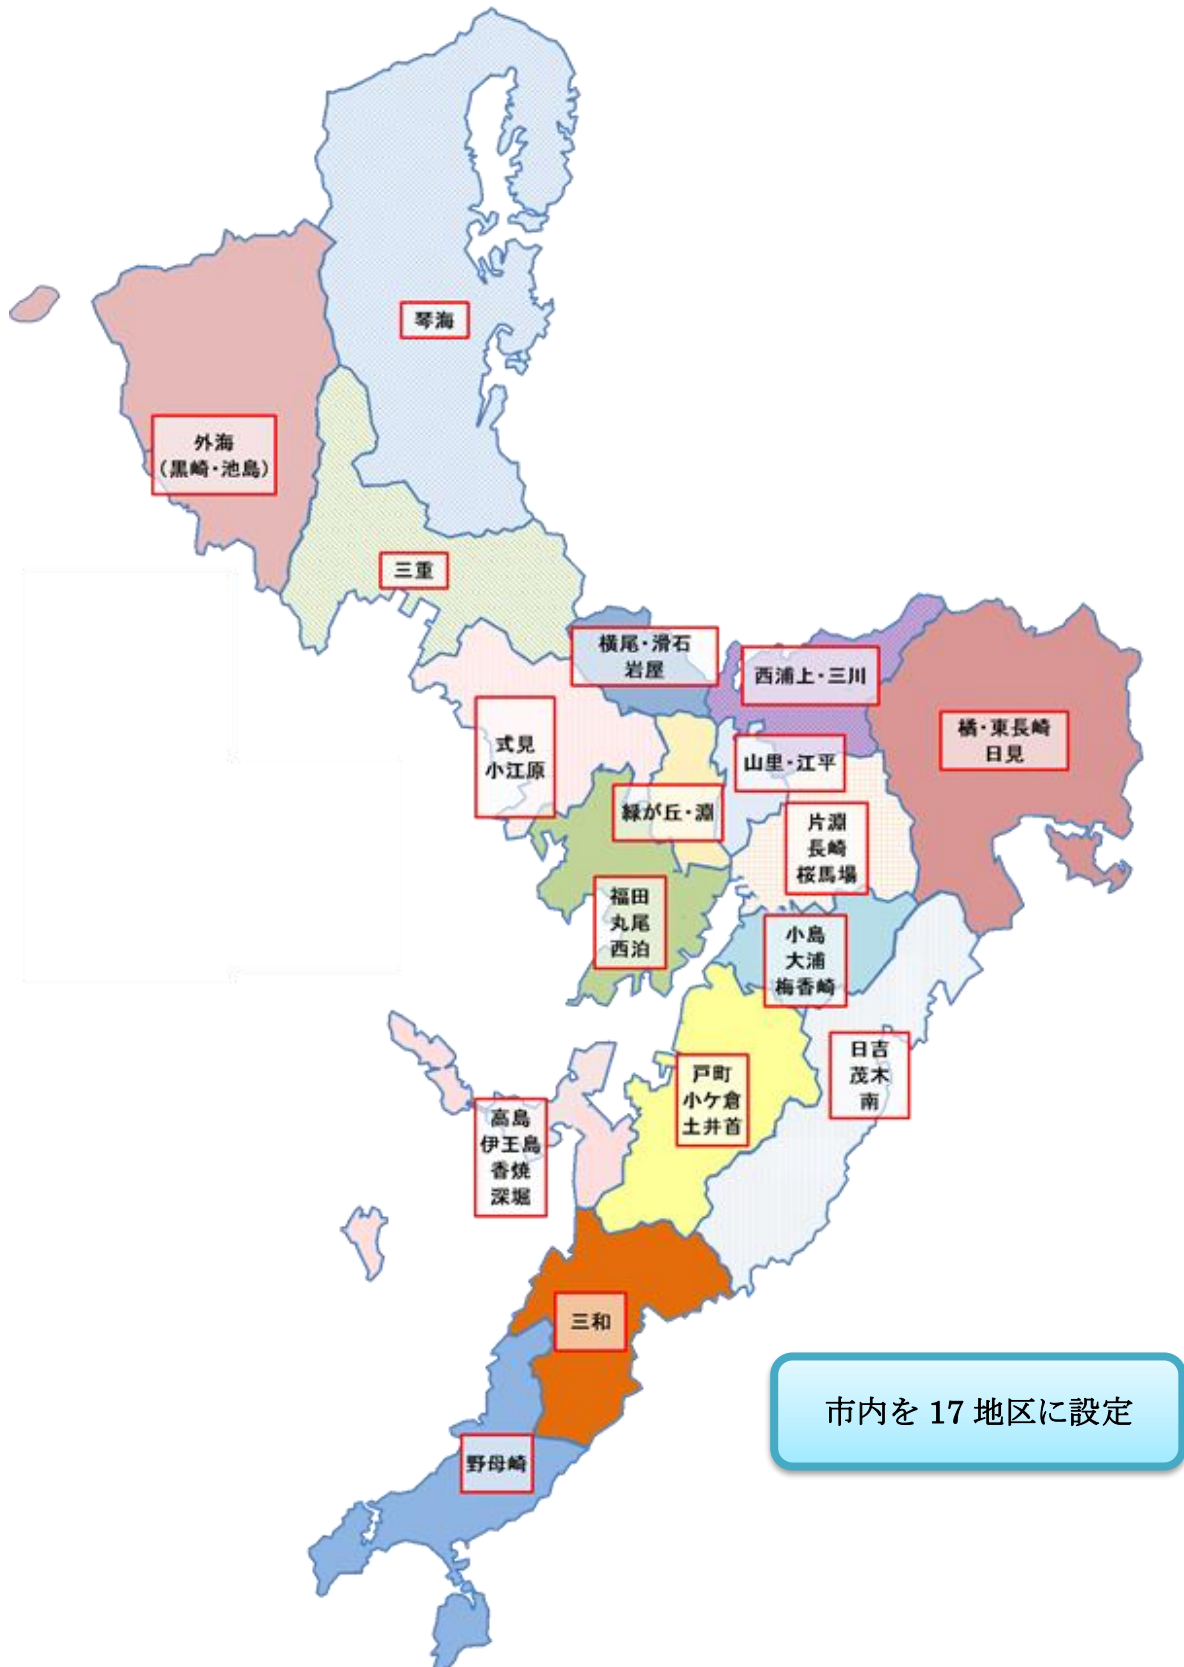 琴海
外海
(黒崎・池島)
三重
横尾・滑石
岩屋
西浦上・三川
橘・東長崎
日見
式見
小江原
山里・江平
緑が丘・淵
片淵
長崎
桜馬場
福田
丸尾
西泊
小島
大浦
梅香崎
日吉
茂木
南
戸町
小ケ倉
土井首
高島
伊王島
香焼
深堀
三和
市内を 17 地区に設定
野母崎